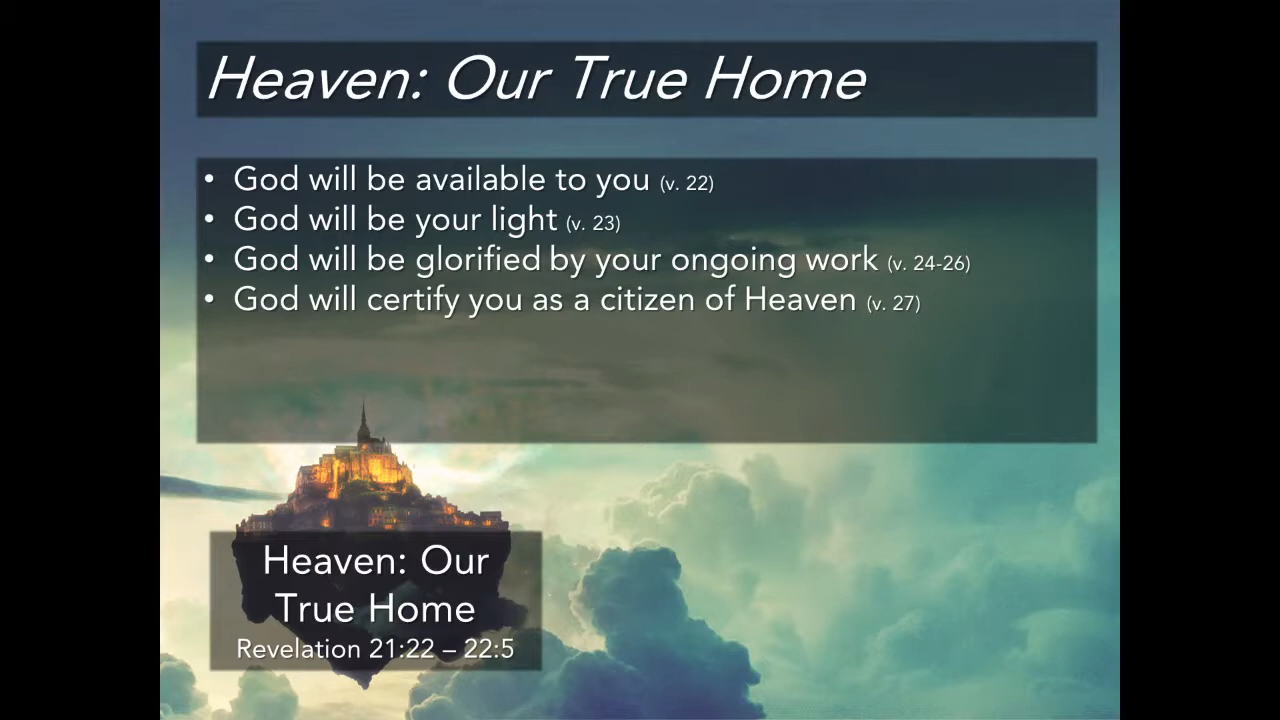 Heaven: Our True Home
• God will be available to you (v. 22)
• God will be your light (v. 23)
• God will be glorified by your ongoing work (v. 24-26)
• God will certify you as a citizen of Heaven (v. 27)
Heaven: Our
True Home
Revelation 21:22 – 22:5